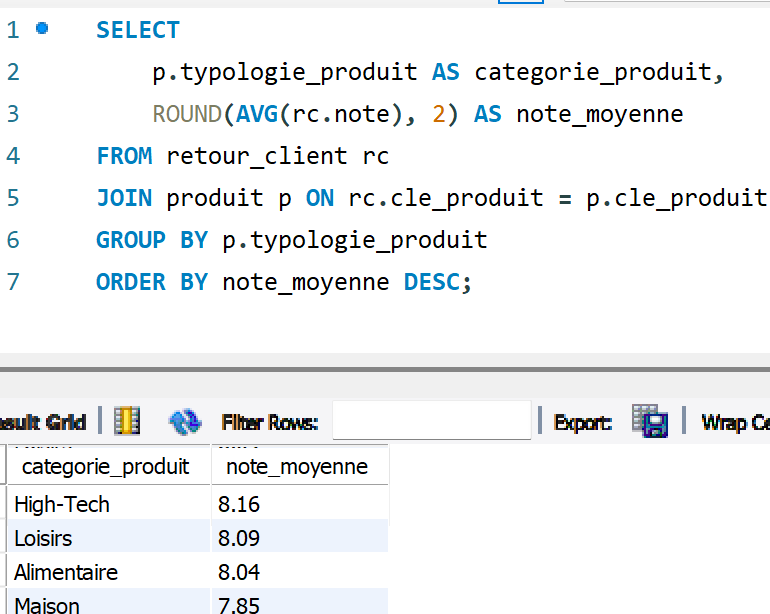 1 SELECT
2 p.typologie_produit AS categorie_produit,
3 ROUND(AVG(rc.note), 2) AS note_moyenne
4 FROM retour_client rc
5 JOIN produit p ON rc.cle_produit = p.cle_produit
6 GROUP BY p.typologie_produit
7 ORDER BY note_moyenne DESC;
Grid Filter Rows: Export: Wrap
categorie_produit note_moyenne
High-Tech 8.16
Loisirs 8.09
Alimentaire 8.04
Maison 7.85